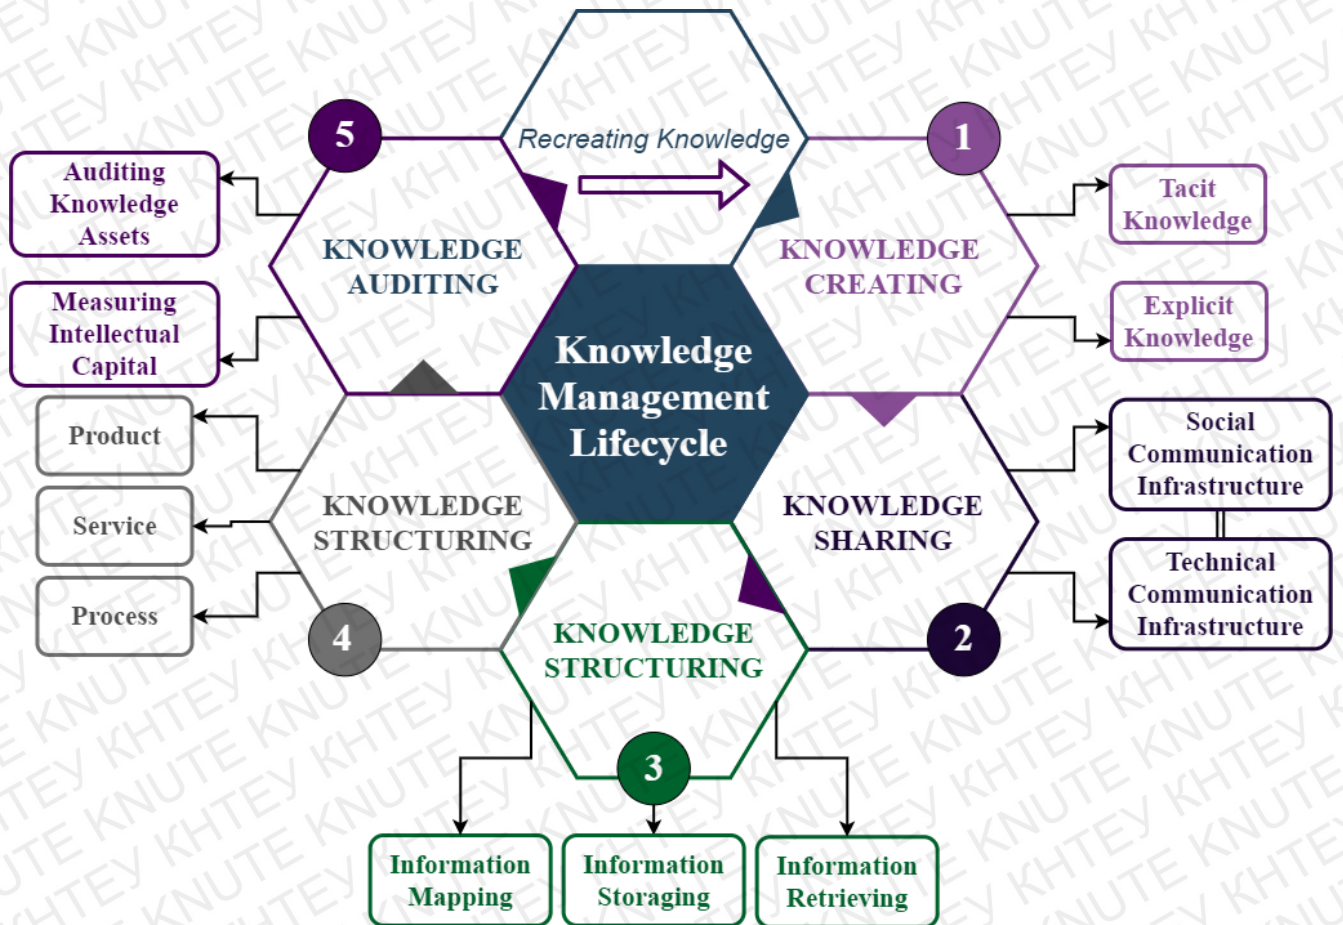 Recreating Knowledge
5
1
Auditing
Knowledge
Assets
KNOWLEDGE
AUDITING
KNOWLEDGE
CREATING
Tacit
Knowledge
Measuring
Intellectual
Capital
Explicit
Knowledge
Knowledge
Management
Lifecycle
Product
Service
Process
KNOWLEDGE
STRUCTURING
4
KNOWLEDGE
SHARING
2
Social
Communication
Infrastructure
Technical
Communication
Infrastructure
KNOWLEDGE
STRUCTURING
3
Information
Mapping
Information
Storaging
Information
Retrieving
KNUTE КНТЕУ